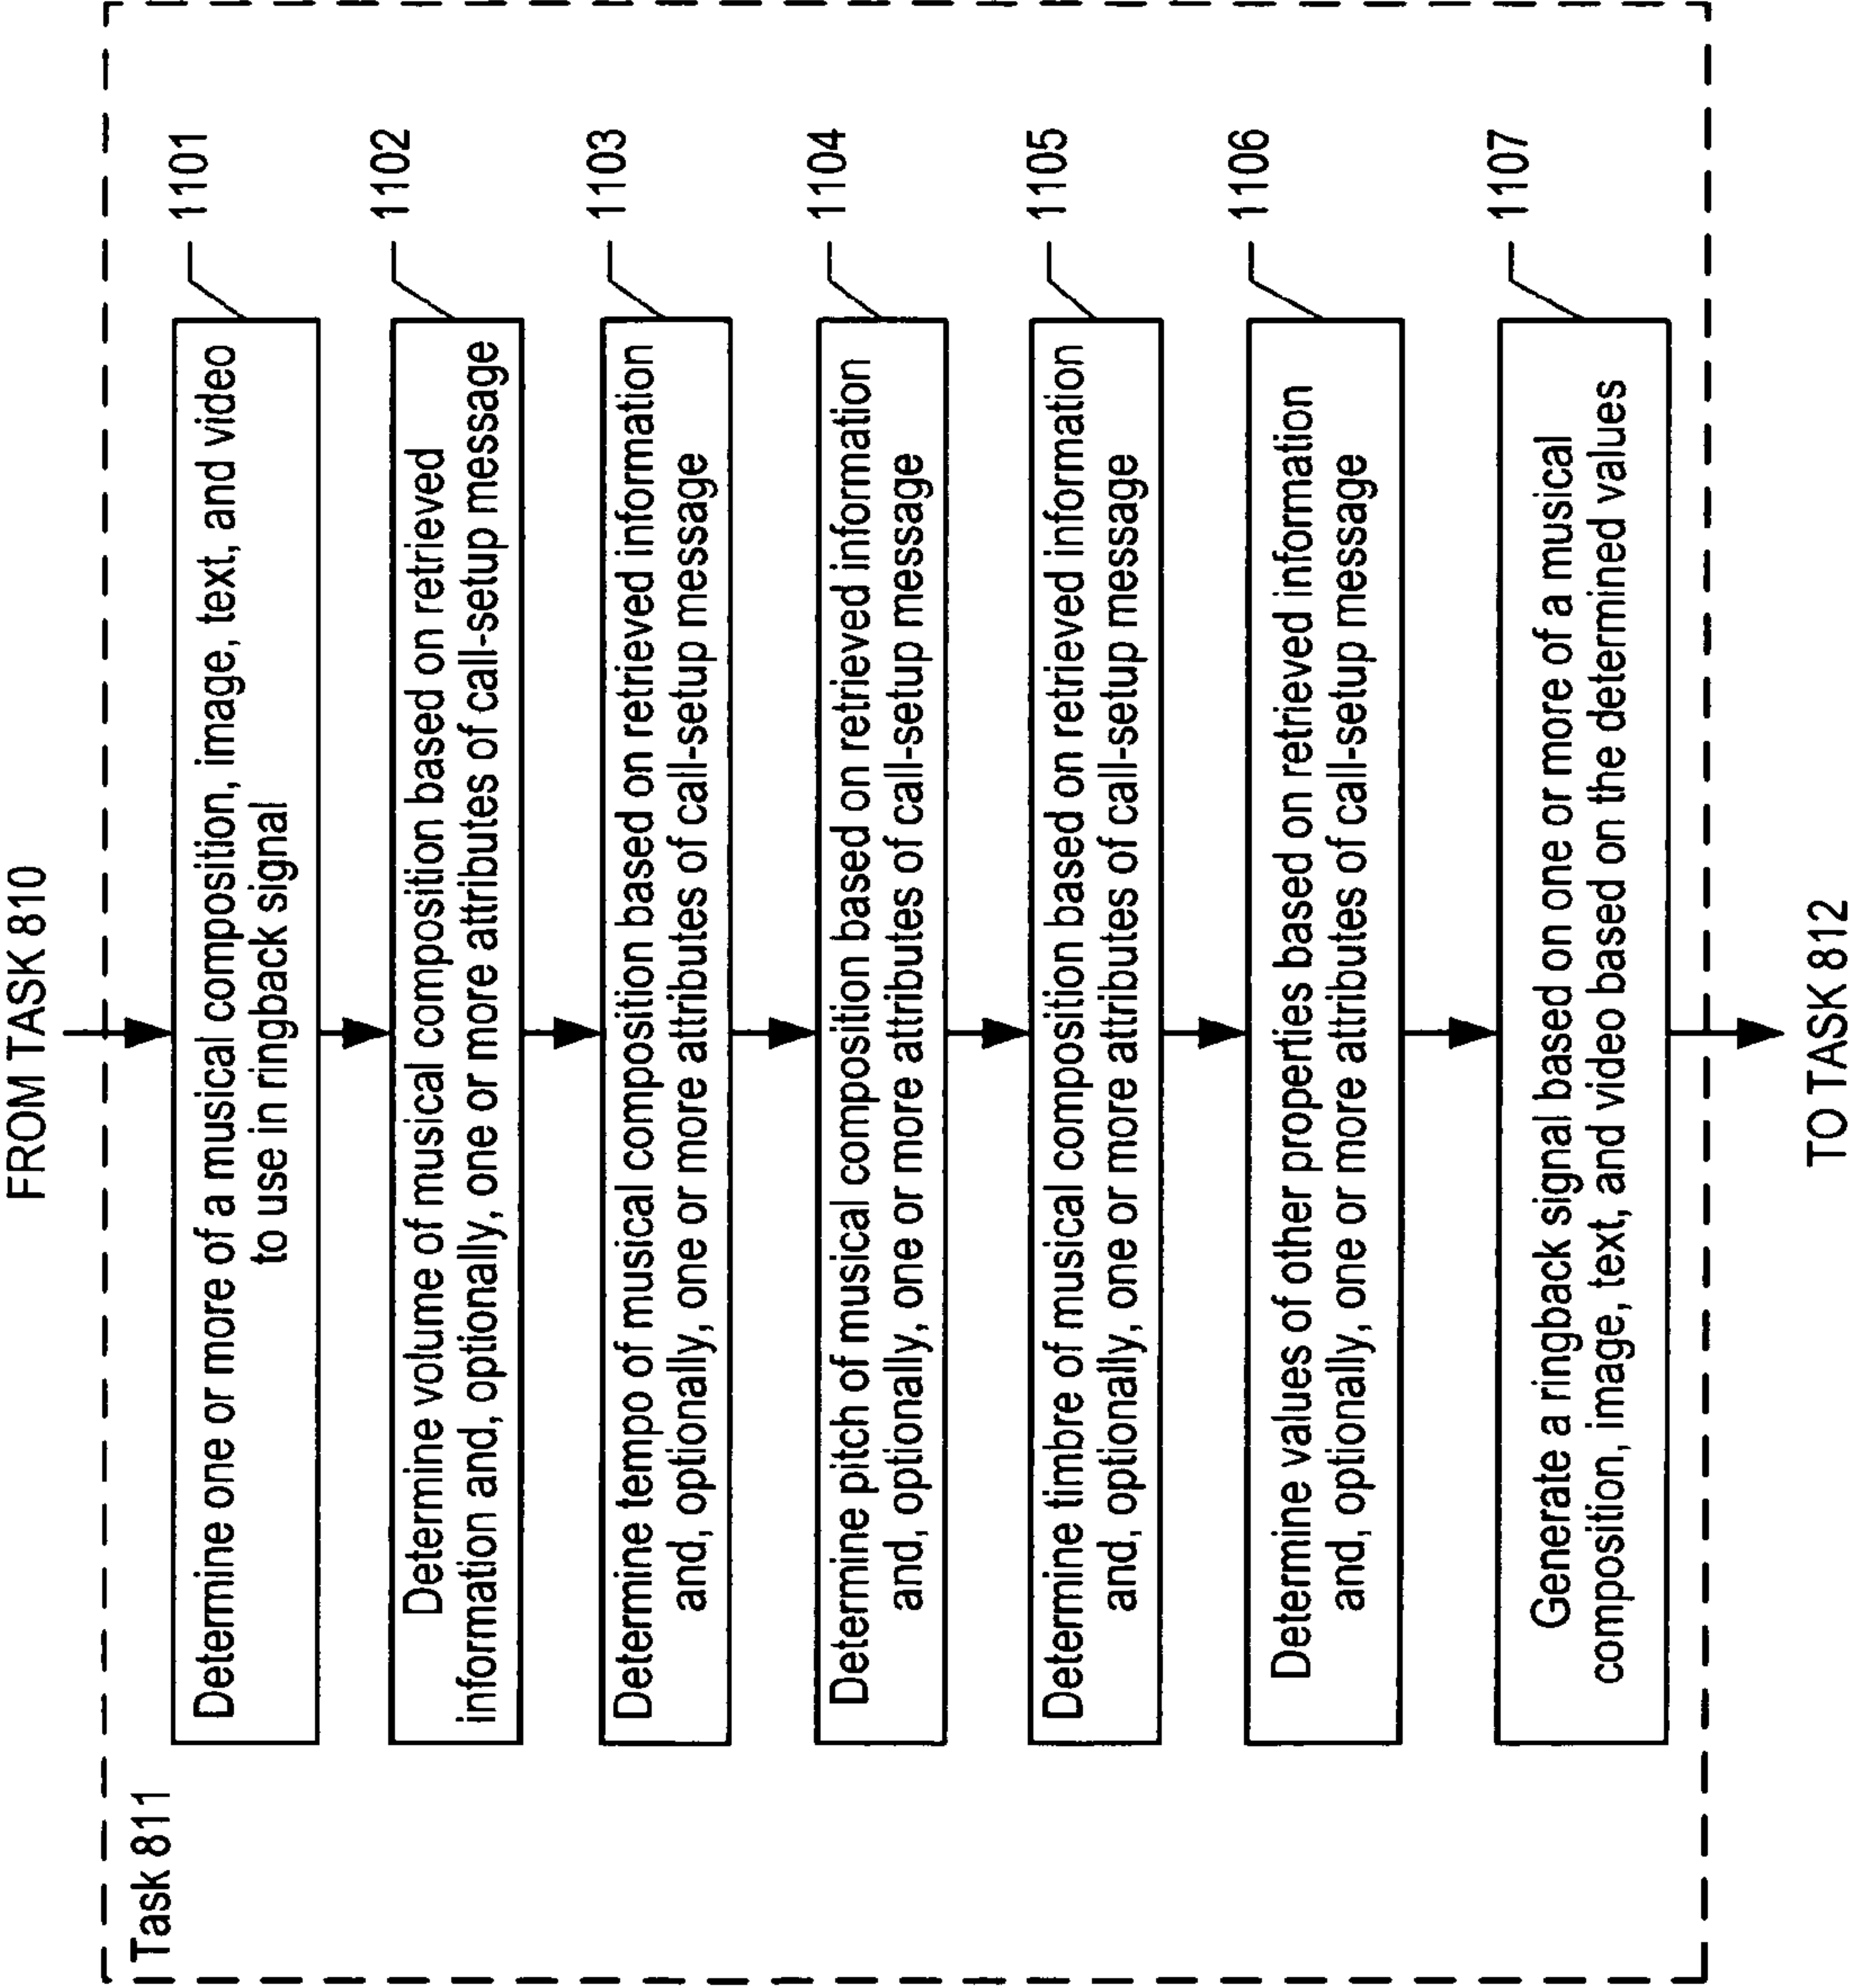 FROM TASK 810
Task 811
Determine one or more of a musical composition, image, text, and video
to use in ringback signal
1101
Determine volume of musical composition based on retrieved
information and, optionally, one or more attributes of call-setup message
1102
Determine tempo of musical composition based on retrieved information
and, optionally, one or more attributes of call-setup message
1103
Determine pitch of musical composition based on retrieved information
and, optionally, one or more attributes of call-setup message
1104
Determine timbre of musical composition based on retrieved information
and, optionally, one or more attributes of call-setup message
1105
Determine values of other properties based on retrieved information
and, optionally, one or more attributes of call-setup message
1106
Generate a ringback signal based on one or more of a musical
composition, image, text, and video based on the determined values
1107
TO TASK 812